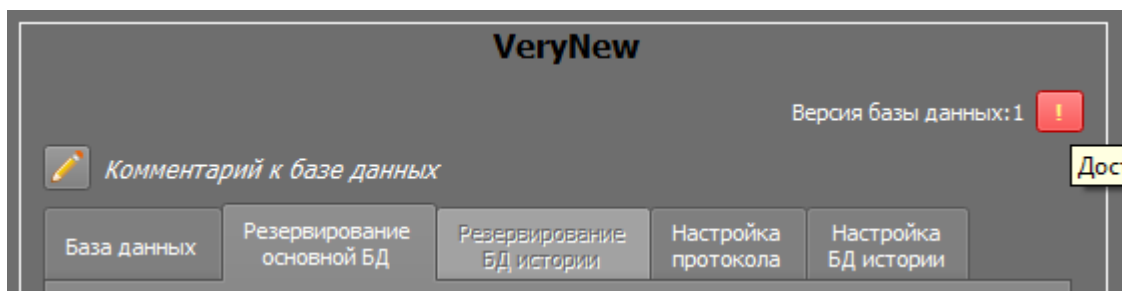 VeryNew
Версия базы данных:1 !
Комментарий к базе данных
База данных
Резервирование
основной БД
Резервирование
БД истории
Настройка
протокола
Настройка
БД истории